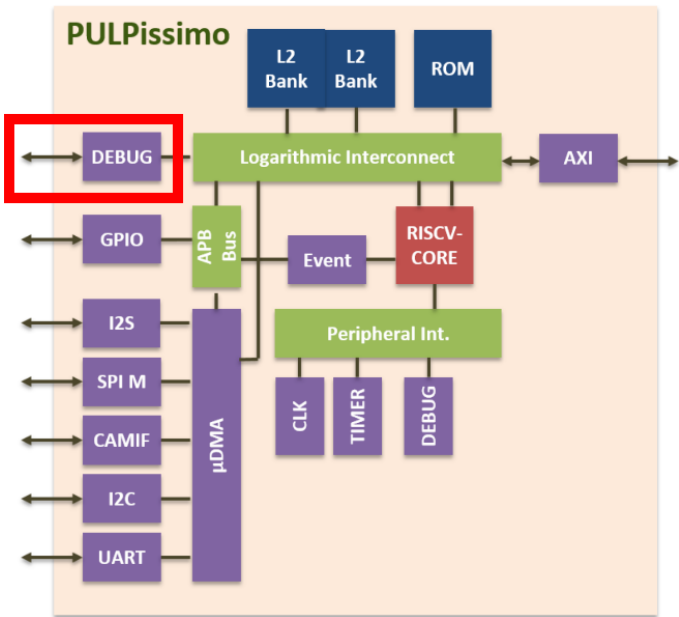 PULPissimo
L2
Bank
L2
Bank
ROM
DEBUG
Logarithmic Interconnect
AXI
GPIO
APB
Bus
Event
RISCV-
CORE
I2S
Peripheral Int.
SPI M
CLK
TIMER
DEBUG
CAMIF
μDMA
I2C
UART